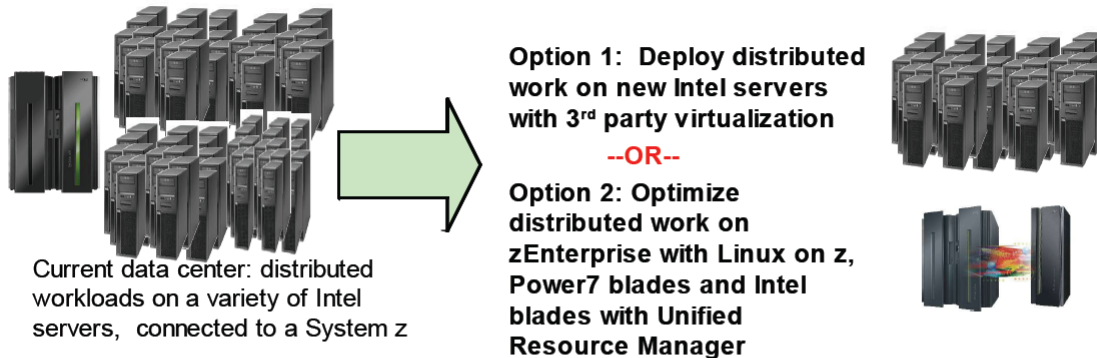 Current data center: distributed
workloads on a variety of Intel
servers, connected to a System z
Option 1: Deploy distributed
work on new Intel servers
with 3rd party virtualization
--OR--
Option 2: Optimize
distributed work on
zEnterprise with Linux on z,
Power7 blades and Intel
blades with Unified
Resource Manager